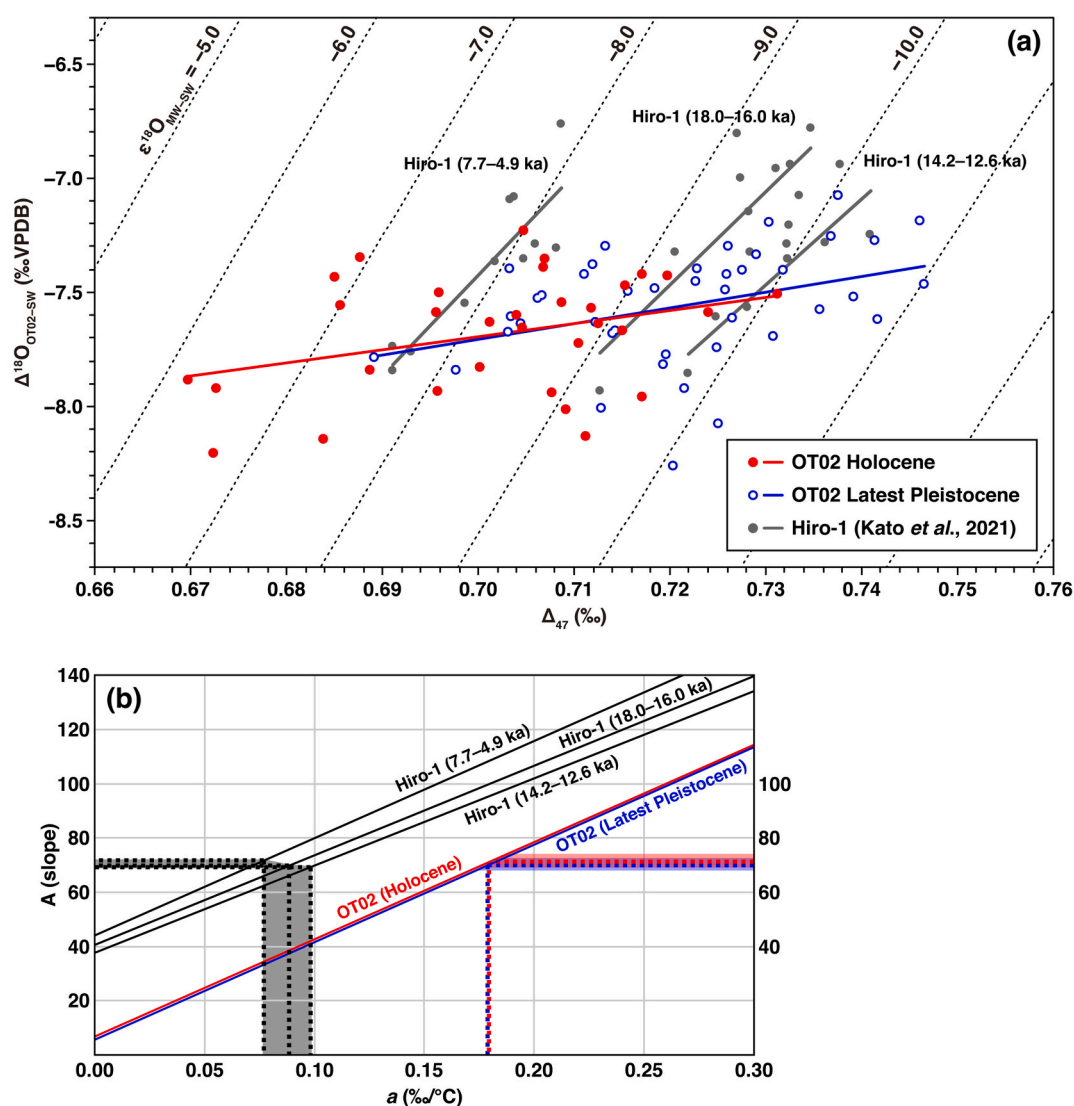 (a)
ε¹⁸O_MW–SW = –5.0
–6.0
–7.0
–8.0
–9.0
–10.0
Hiro-1 (7.7–4.9 ka)
Hiro-1 (18.0–16.0 ka)
Hiro-1 (14.2–12.6 ka)
-6.5
-7.0
-7.5
-8.0
-8.5
Δ¹⁸O_OT02–SW (‰VPDB)
OT02 Holocene
OT02 Latest Pleistocene
Hiro-1 (Kato et al., 2021)
0.66 0.67 0.68 0.69 0.70 0.71 0.72 0.73 0.74 0.75 0.76
Δ₄₇ (‰)
(b)
140
120
100
80
60
40
20
A (slope)
Hiro-1 (7.7–4.9 ka)
Hiro-1 (18.0–16.0 ka)
Hiro-1 (14.2–12.6 ka)
OT02 (Holocene)
OT02 (Latest Pleistocene)
100
80
60
40
0.00 0.05 0.10 0.15 0.20 0.25 0.30
a (‰/°C)